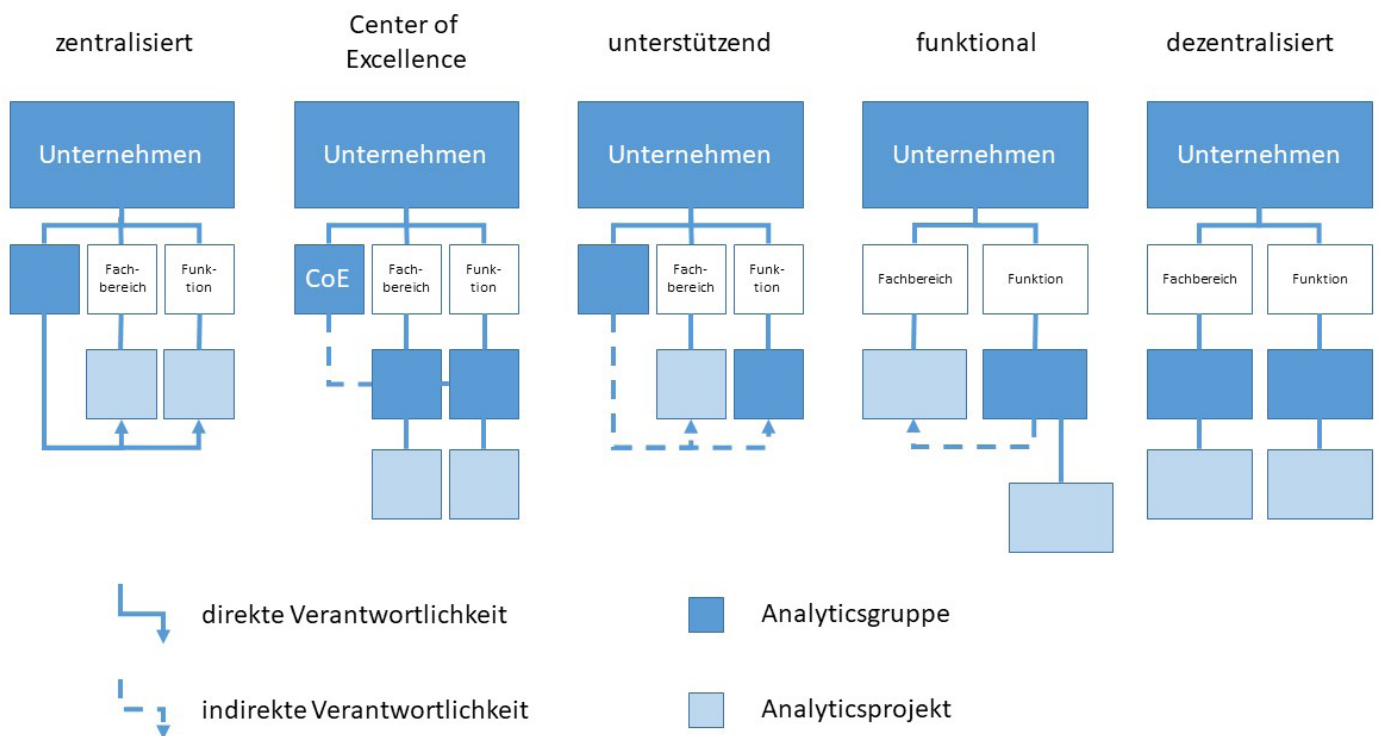 zentralisiert
Center of
Excellence
unterstützend
funktional
dezentralisiert
Unternehmen
Unternehmen
Unternehmen
Unternehmen
Unternehmen
Fach-
bereich
Funk-
tion
CoE
Fach-
bereich
Funk-
tion
Fach-
bereich
Funk-
tion
Fachbereich
Funktion
Fachbereich
Funktion
direkte Verantwortlichkeit
Analyticsgruppe
indirekte Verantwortlichkeit
Analyticsprojekt